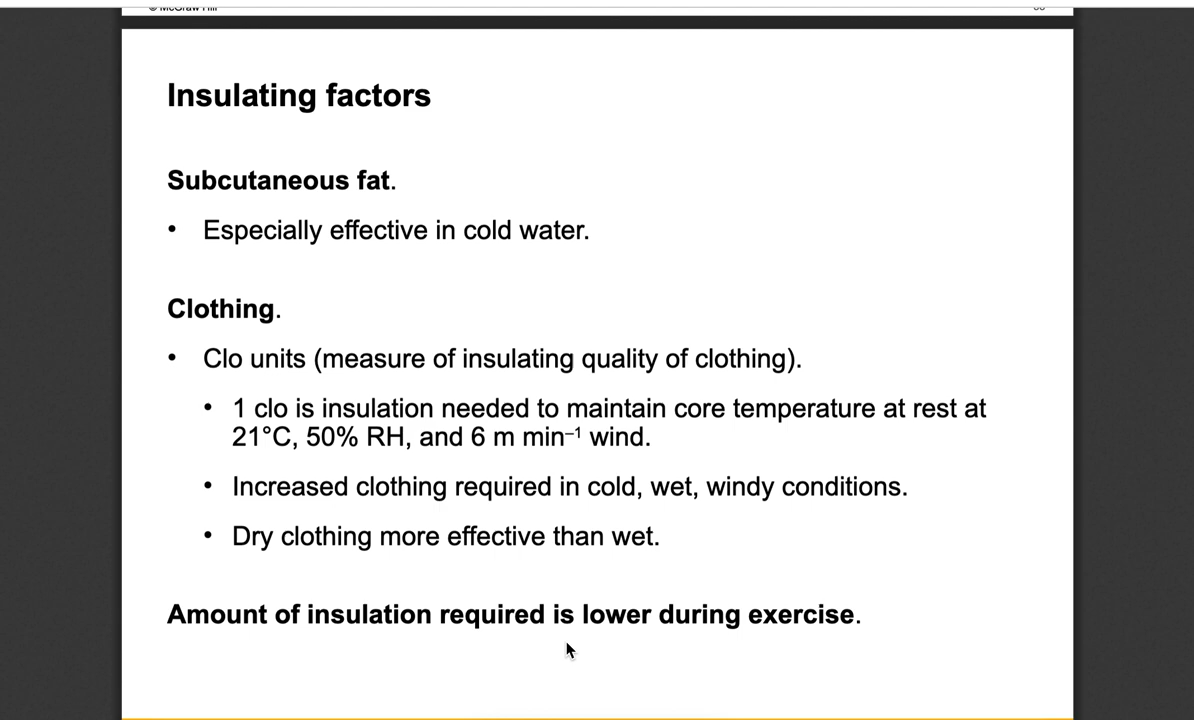 Insulating factors
Subcutaneous fat.
• Especially effective in cold water.
Clothing.
• Clo units (measure of insulating quality of clothing).
• 1 clo is insulation needed to maintain core temperature at rest at
21°C, 50% RH, and 6 m min⁻¹ wind.
• Increased clothing required in cold, wet, windy conditions.
• Dry clothing more effective than wet.
Amount of insulation required is lower during exercise.